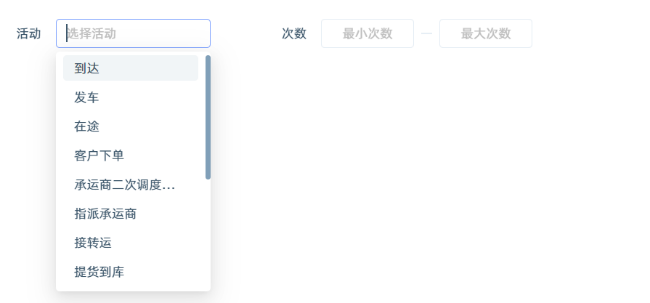 活动 选择活动 次数 最小次数 — 最大次数
到达
发车
在途
客户下单
承运商二次调度...
指派承运商
接转运
提货到库